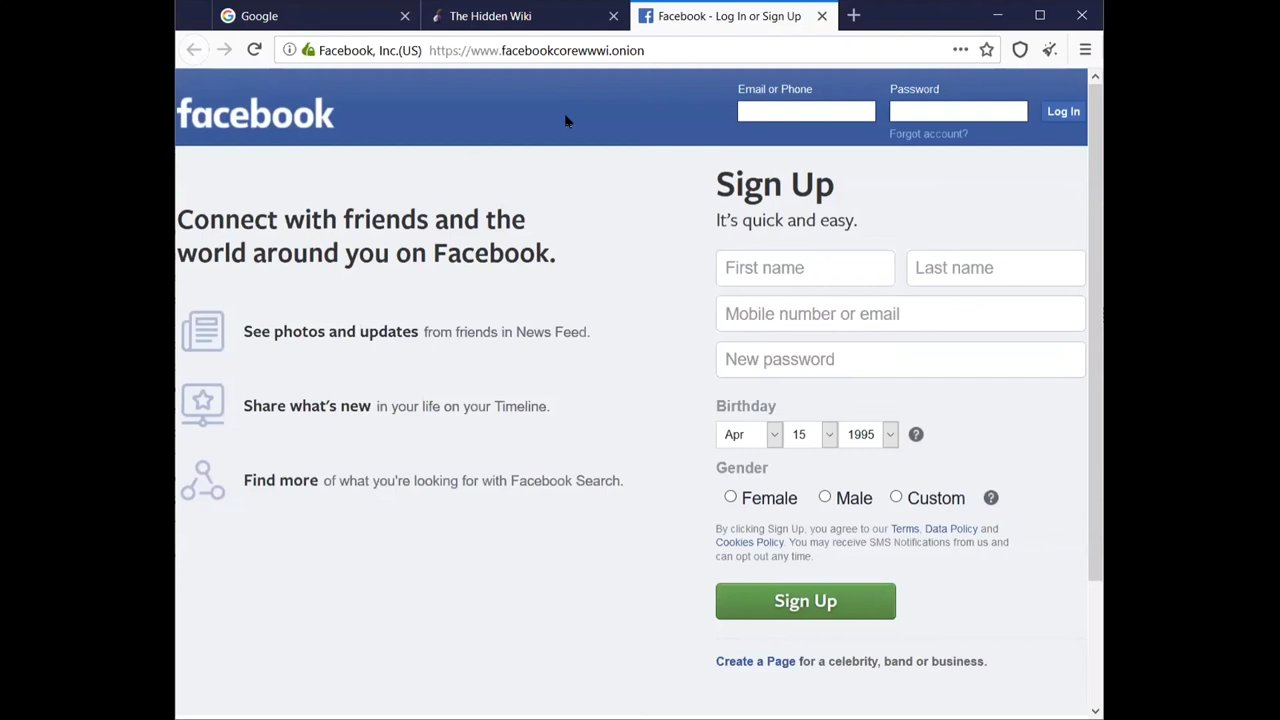 Google
The Hidden Wiki
Facebook - Log In or Sign Up
Facebook, Inc.(US) https://www.facebookcorewwwi.onion
facebook
Email or Phone
Password
Log In
Forgot account?
Connect with friends and the
world around you on Facebook.
See photos and updates from friends in News Feed.
Share what's new in your life on your Timeline.
Find more of what you're looking for with Facebook Search.
Sign Up
It's quick and easy.
First name
Last name
Mobile number or email
New password
Birthday
Apr 15 1995 ?
Gender
Female Male Custom ?
By clicking Sign Up, you agree to our Terms, Data Policy and
Cookies Policy. You may receive SMS Notifications from us and
can opt out any time.
Sign Up
Create a Page for a celebrity, band or business.